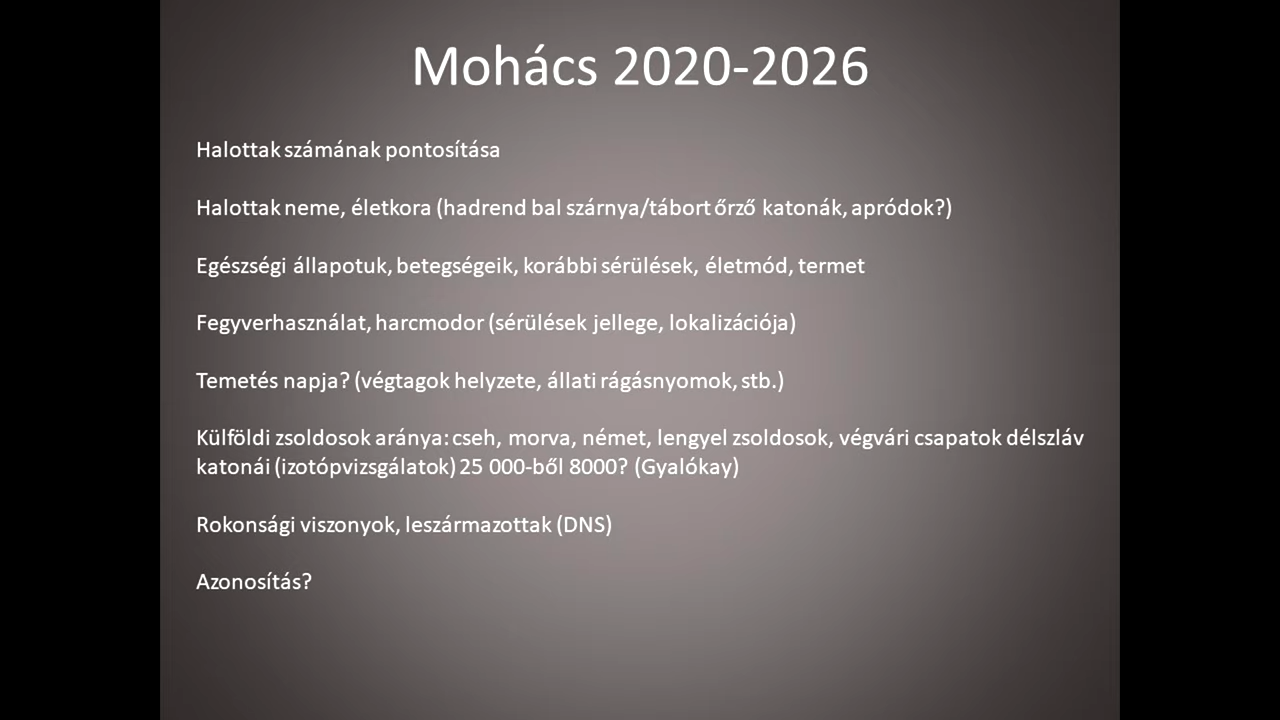 Mohács 2020-2026
Halottak számának pontosítása
Halottak neme, életkora (hadrend bal szárnya/tábort őrző katonák, apródok?)
Egészségi állapotuk, betegségeik, korábbi sérülések, életmód, termet
Fegyverhasználat, harcmodor (sérülések jellege, lokalizációja)
Temetés napja? (végtagok helyzete, állati rágásnyomok, stb.)
Külföldi zsoldosok aránya: cseh, morva, német, lengyel zsoldosok, végvári csapatok délszláv
katonái (izotópvizsgálatok) 25 000-ből 8000? (Gyalókay)
Rokonsági viszonyok, leszármazottak (DNS)
Azonosítás?